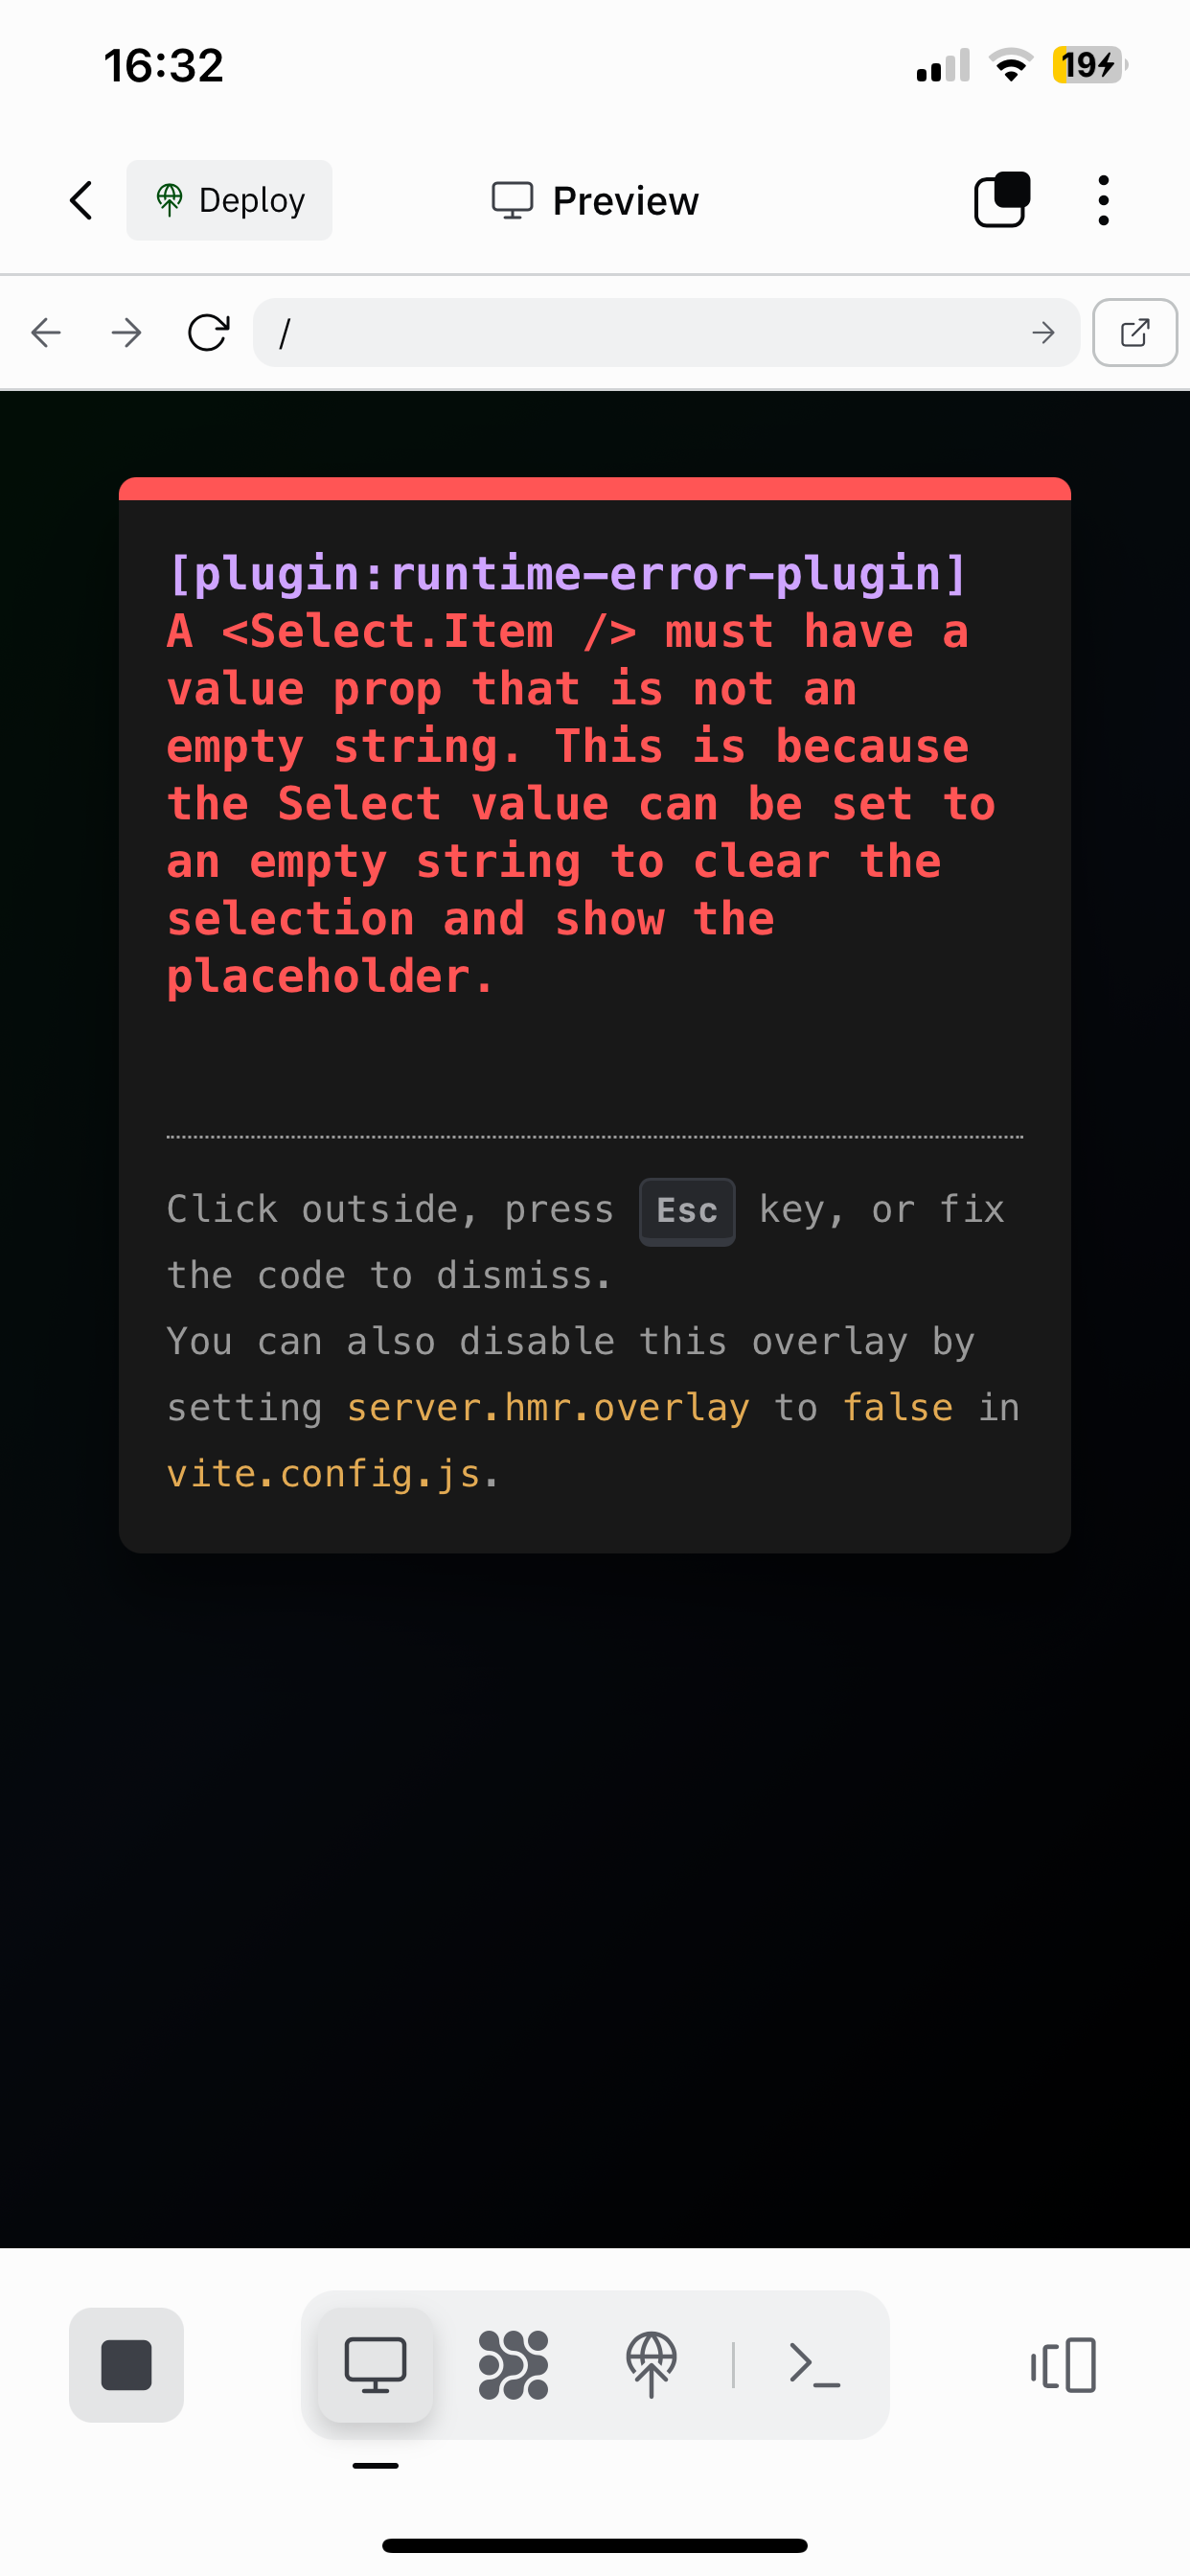 16:32
19
Deploy
Preview
/
[plugin:runtime-error-plugin]
A <Select.Item /> must have a
value prop that is not an
empty string. This is because
the Select value can be set to
an empty string to clear the
selection and show the
placeholder.
Click outside, press Esc key, or fix
the code to dismiss.
You can also disable this overlay by
setting server.hmr.overlay to false in
vite.config.js.